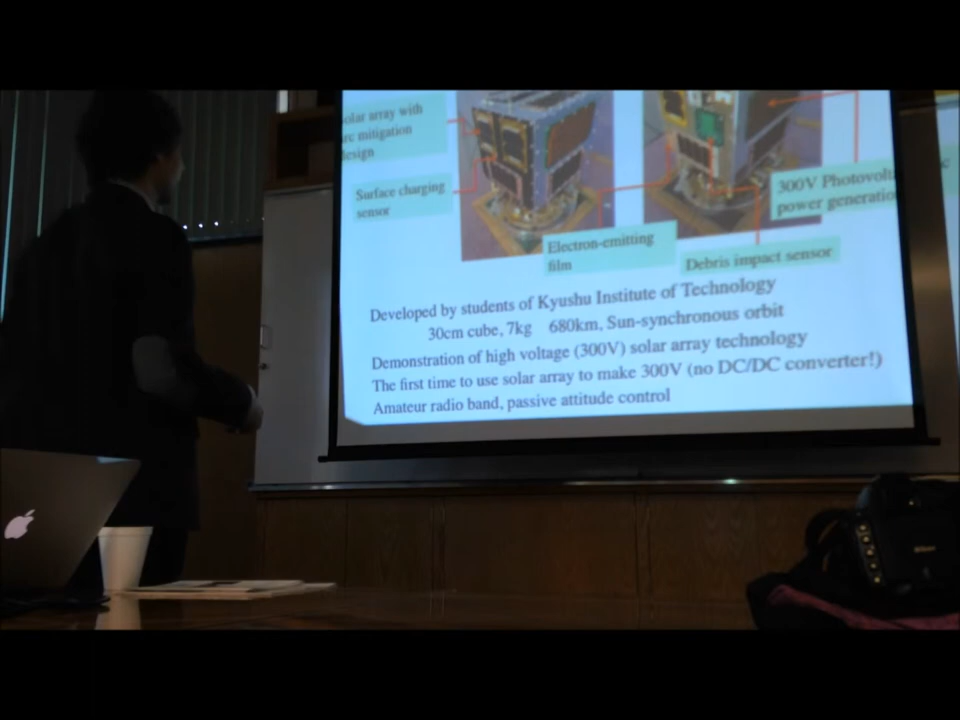 olar array with
rc mitigation
design
Surface charging
sensor
300V Photovolt
power generatio
Electron-emitting
film
Debris impact sensor
Developed by students of Kyushu Institute of Technology
30cm cube, 7kg 680km, Sun-synchronous orbit
Demonstration of high voltage (300V) solar array technology
The first time to use solar array to make 300V (no DC/DC converter!)
Amateur radio band, passive attitude control
Nikon